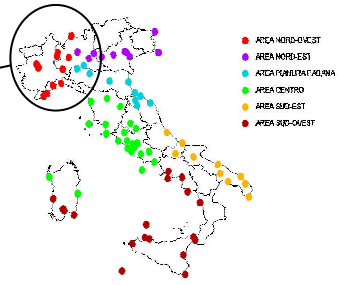 AREA NORD-OVEST
AREA NORD-EST
AREA PIANURA PADANA
AREA CENTRO
AREA SUD-EST
AREA SUD-OVEST